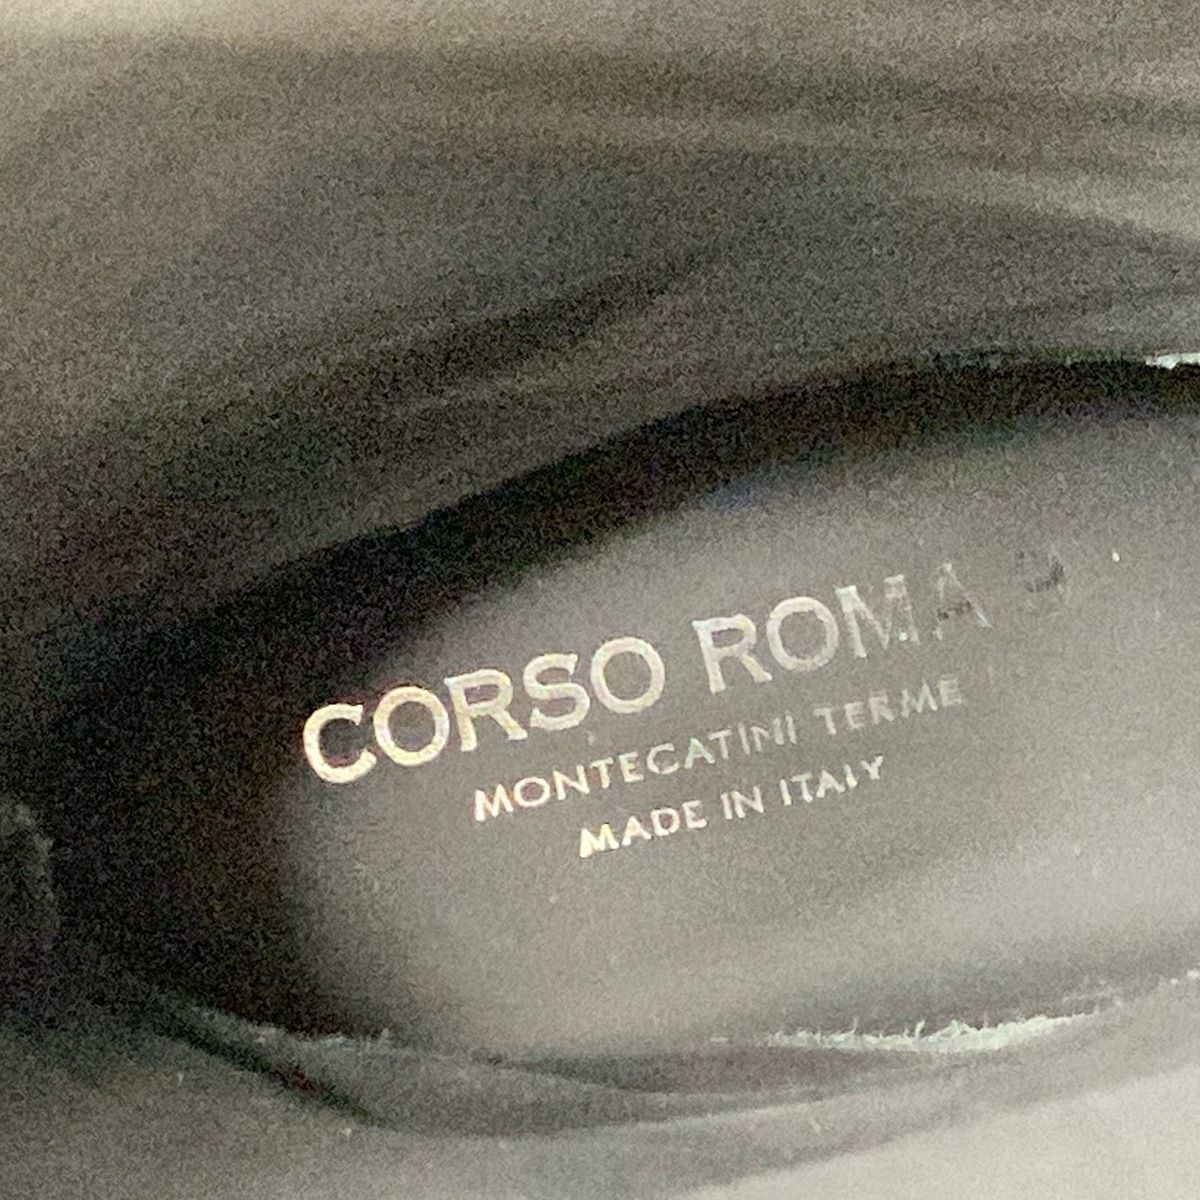 CORSO ROMA 9
MONTECATINI TERME
MADE IN ITALY